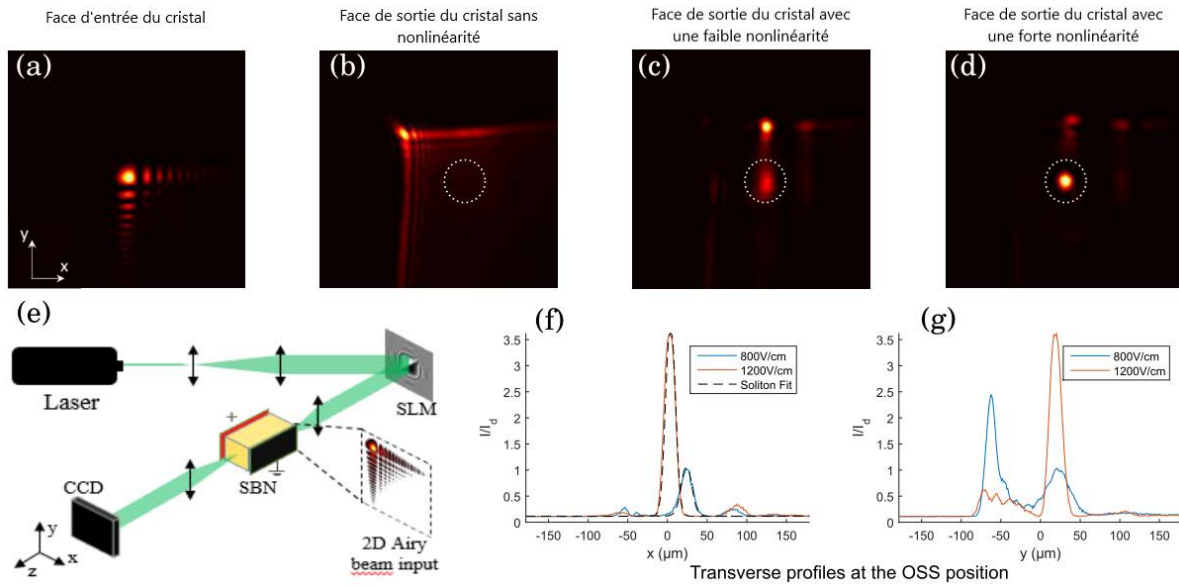 Face d'entrée du cristal
Face de sortie du cristal sans
nonlinéarité
Face de sortie du cristal avec
une faible nonlinéarité
Face de sortie du cristal avec
une forte nonlinéarité
(a)
y
x
(b)
(c)
(d)
(e)
Laser
SLM
+
SBN
CCD
y
x
z
2D Airy
beam input
(f)
3.5
3
2.5
2
1.5
1
0.5
0
I/I_d
800V/cm
1200V/cm
Soliton Fit
-150 -100 -50 0 50 100 150
x (µm)
(g)
3.5
3
2.5
2
1.5
1
0.5
0
I/I_d
800V/cm
1200V/cm
-150 -100 -50 0 50 100 150
y (µm)
Transverse profiles at the OSS position